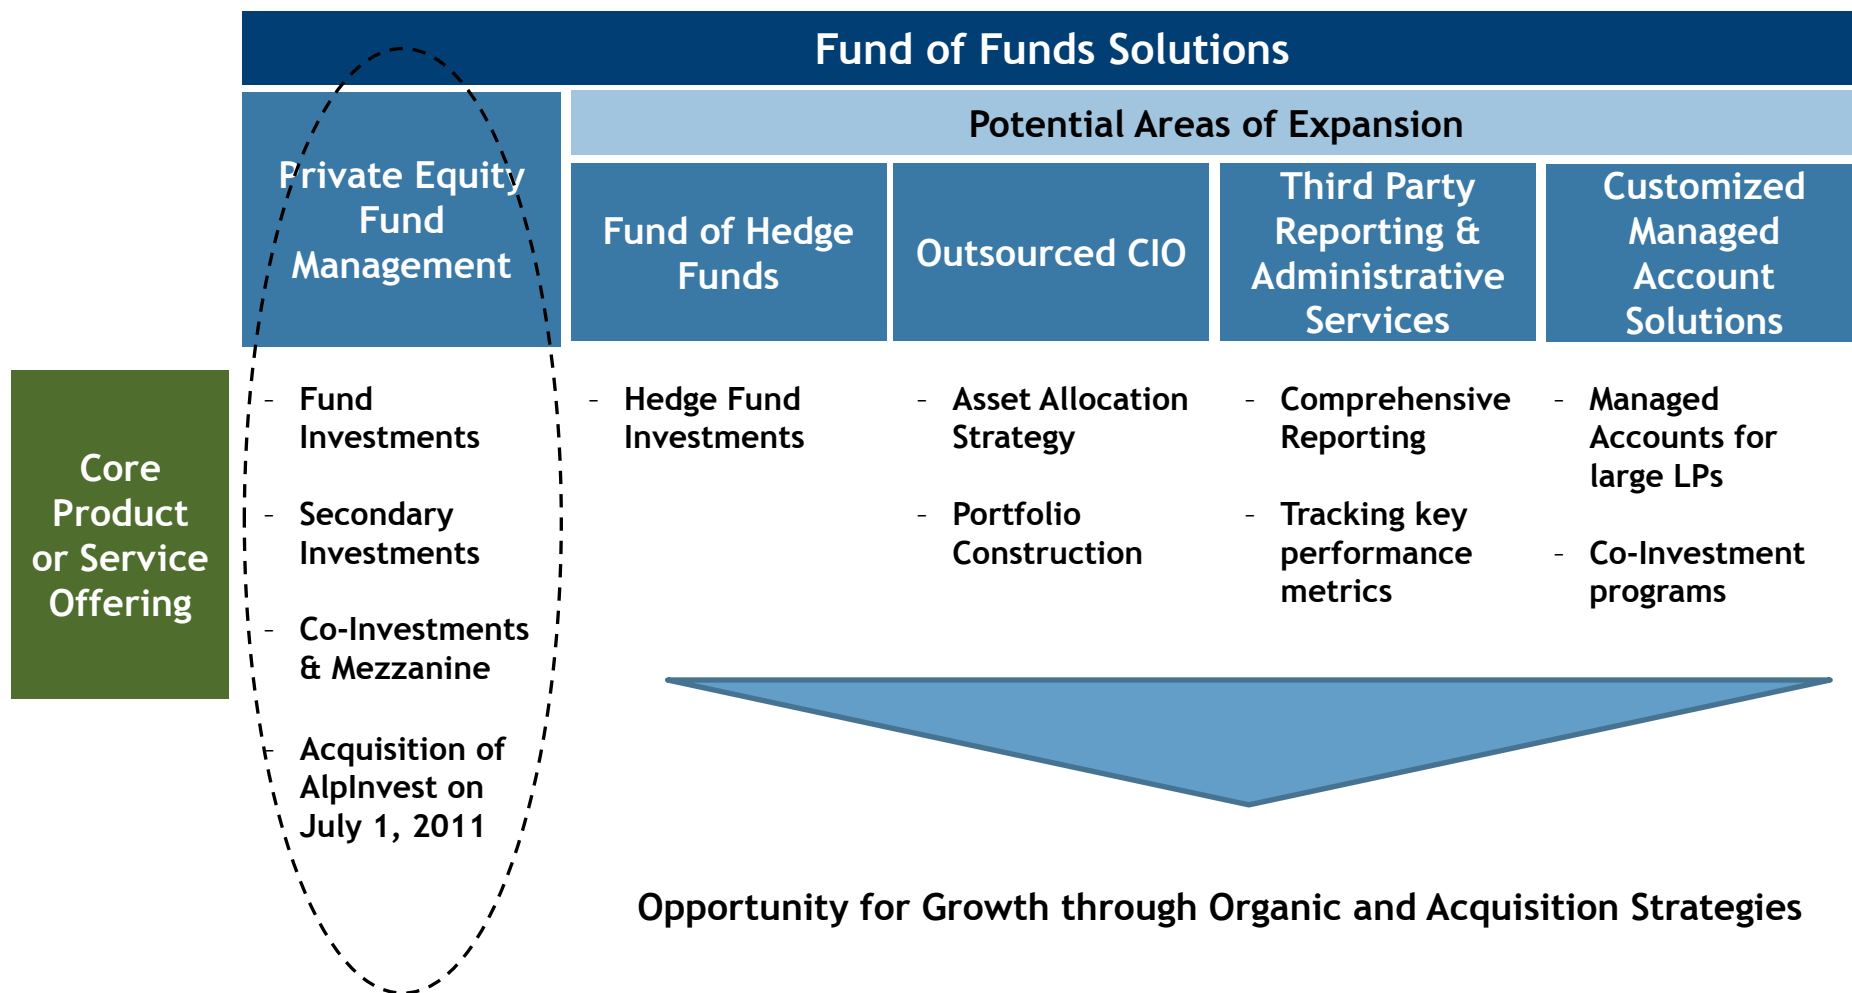 Fund of Funds Solutions
Potential Areas of Expansion
Private Equity
Fund
Management
Fund of Hedge
Funds
Outsourced CIO
Third Party
Reporting &
Administrative
Services
Customized
Managed
Account
Solutions
Core
Product
or Service
Offering
- Fund
Investments
- Secondary
Investments
- Co-Investments
& Mezzanine
- Acquisition of
AlpInvest on
July 1, 2011
- Hedge Fund
Investments
- Asset Allocation
Strategy
- Portfolio
Construction
- Comprehensive
Reporting
- Tracking key
performance
metrics
- Managed
Accounts for
large LPs
- Co-Investment
programs
Opportunity for Growth through Organic and Acquisition Strategies